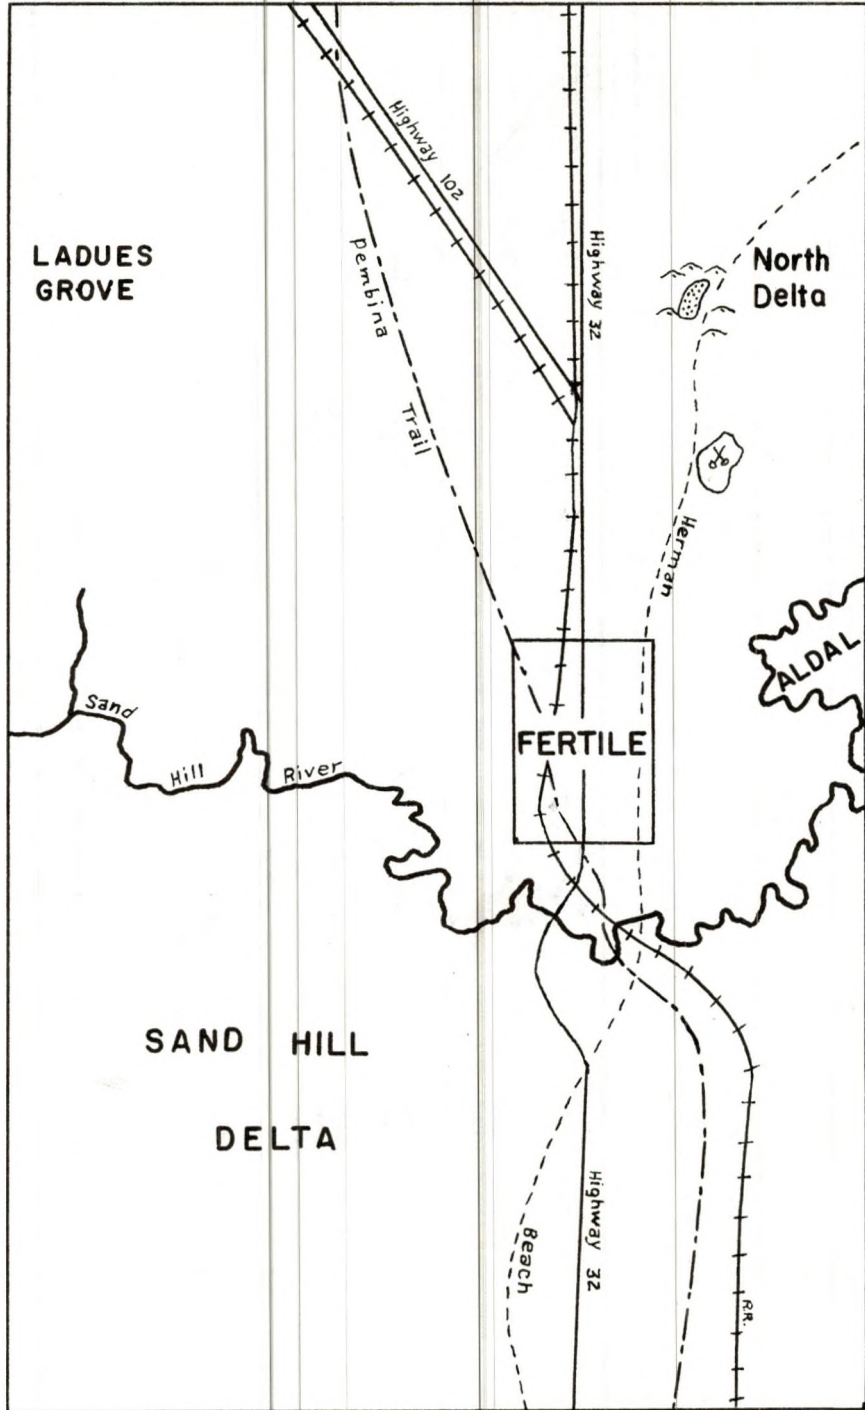 Highway 102
LADUES
GROVE
Pembina
Trail
Highway 32
North
Delta
Herman
ALDAL
Sand
Hill
River
FERTILE
SAND HILL
DELTA
Highway 32
Beach
R.R.